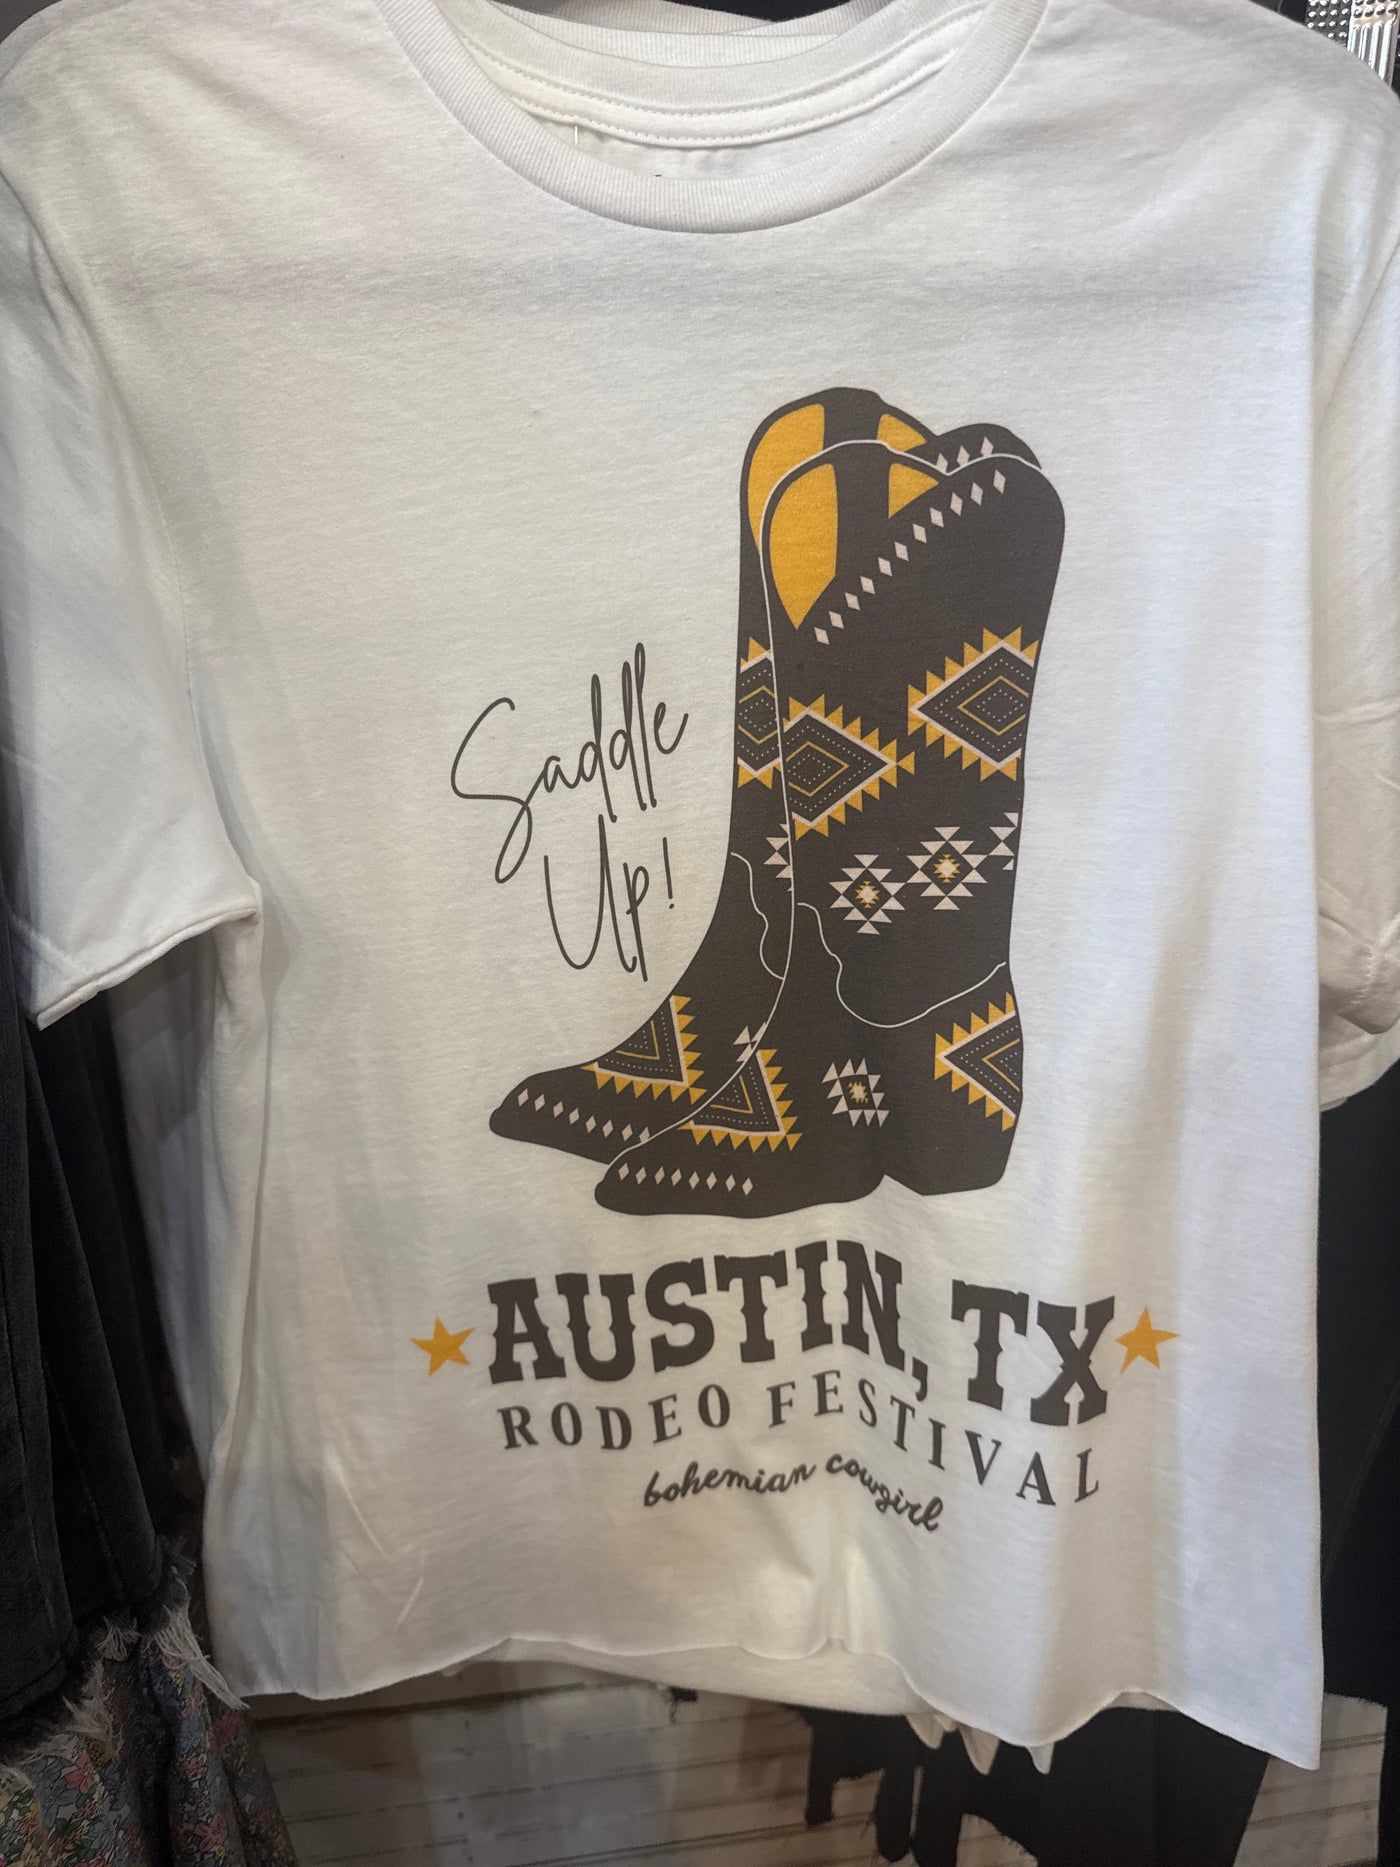 Saddle
Up!
AUSTIN, TX
RODEO FESTIVAL
bohemian cowgirl